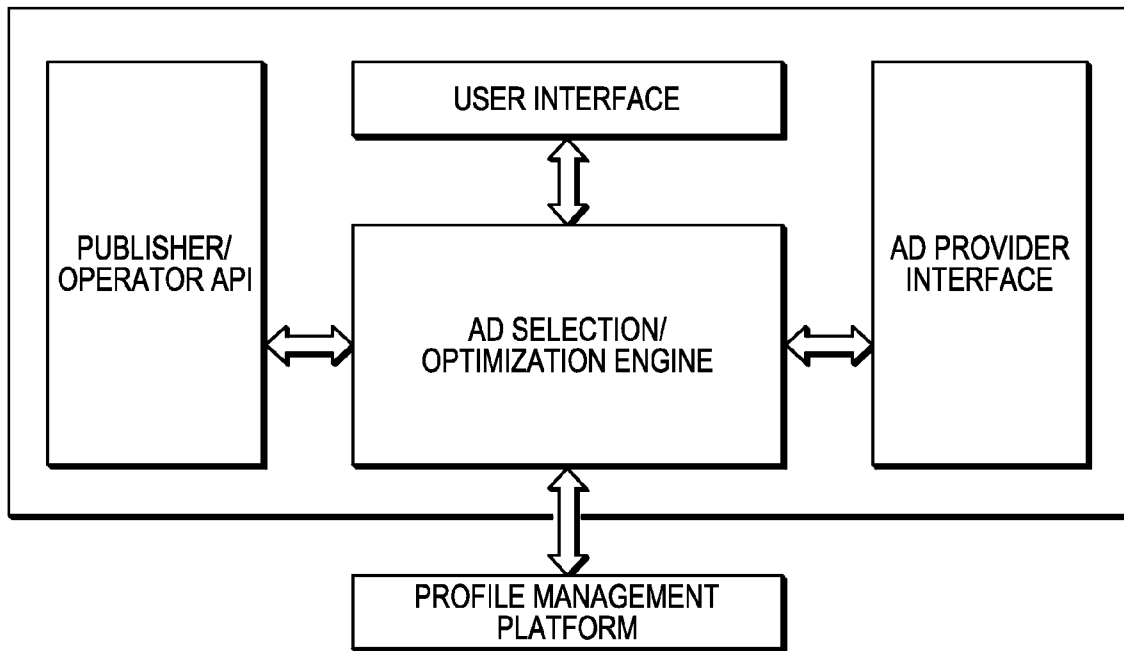 USER INTERFACE
PUBLISHER/
OPERATOR API
AD SELECTION/
OPTIMIZATION ENGINE
AD PROVIDER
INTERFACE
PROFILE MANAGEMENT
PLATFORM